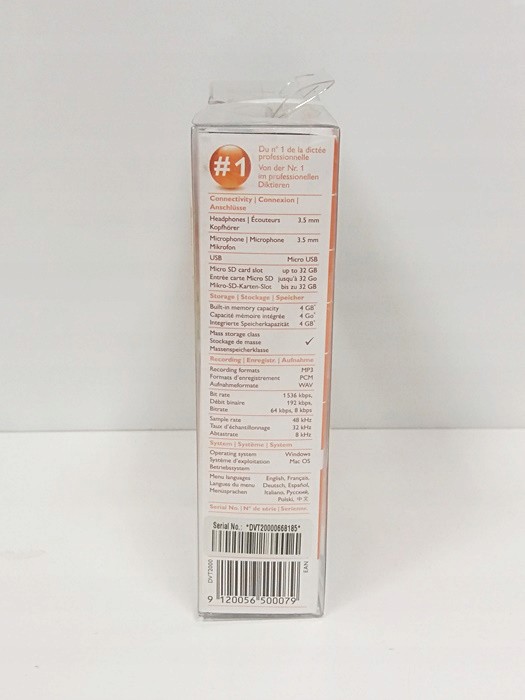 #1
Du n° 1 de la dictée
professionnelle
Von der Nr. 1
im professionellen
Diktieren
Connectivity | Connexion |
Anschlüsse
Headphones | Écouteurs 3.5 mm
Kopfhörer
Microphone | Microphone 3.5 mm
Mikrofon
USB Micro USB
Micro SD card slot up to 32 GB
Entrée carte Micro SD jusqu'à 32 Go
Mikro-SD-Karten-Slot bis zu 32 GB
Storage | Stockage | Speicher
Built-in memory capacity 4 GB
Capacité mémoire intégrée 4 Go
Integrierte Speicherkapazität 4 GB
Mass storage class
Stockage de masse ✓
Massenspeicherklasse
Recording | Enregistr. | Aufnahme
Recording formats MP3
Formats d'enregistrement PCM
Aufnahmeformate WAV
Bit rate 1536 kbps,
Débit binaire 192 kbps,
Bitrate 64 kbps, 8 kbps
Sample rate 48 kHz
Taux d'échantillonnage 32 kHz
Abtastrate 8 kHz
System | Système | System
Operating system Windows
Système d'exploitation Mac OS
Betriebssystem
Menu languages English, Français,
Langues du menu Deutsch, Español,
Menüsprachen Italiano, Русский,
Polski, 中文
Serial No. | N° de série | Seriennr.
Serial No.: *DVT20000668185*
DVT2000
EAN
9 120056 500079